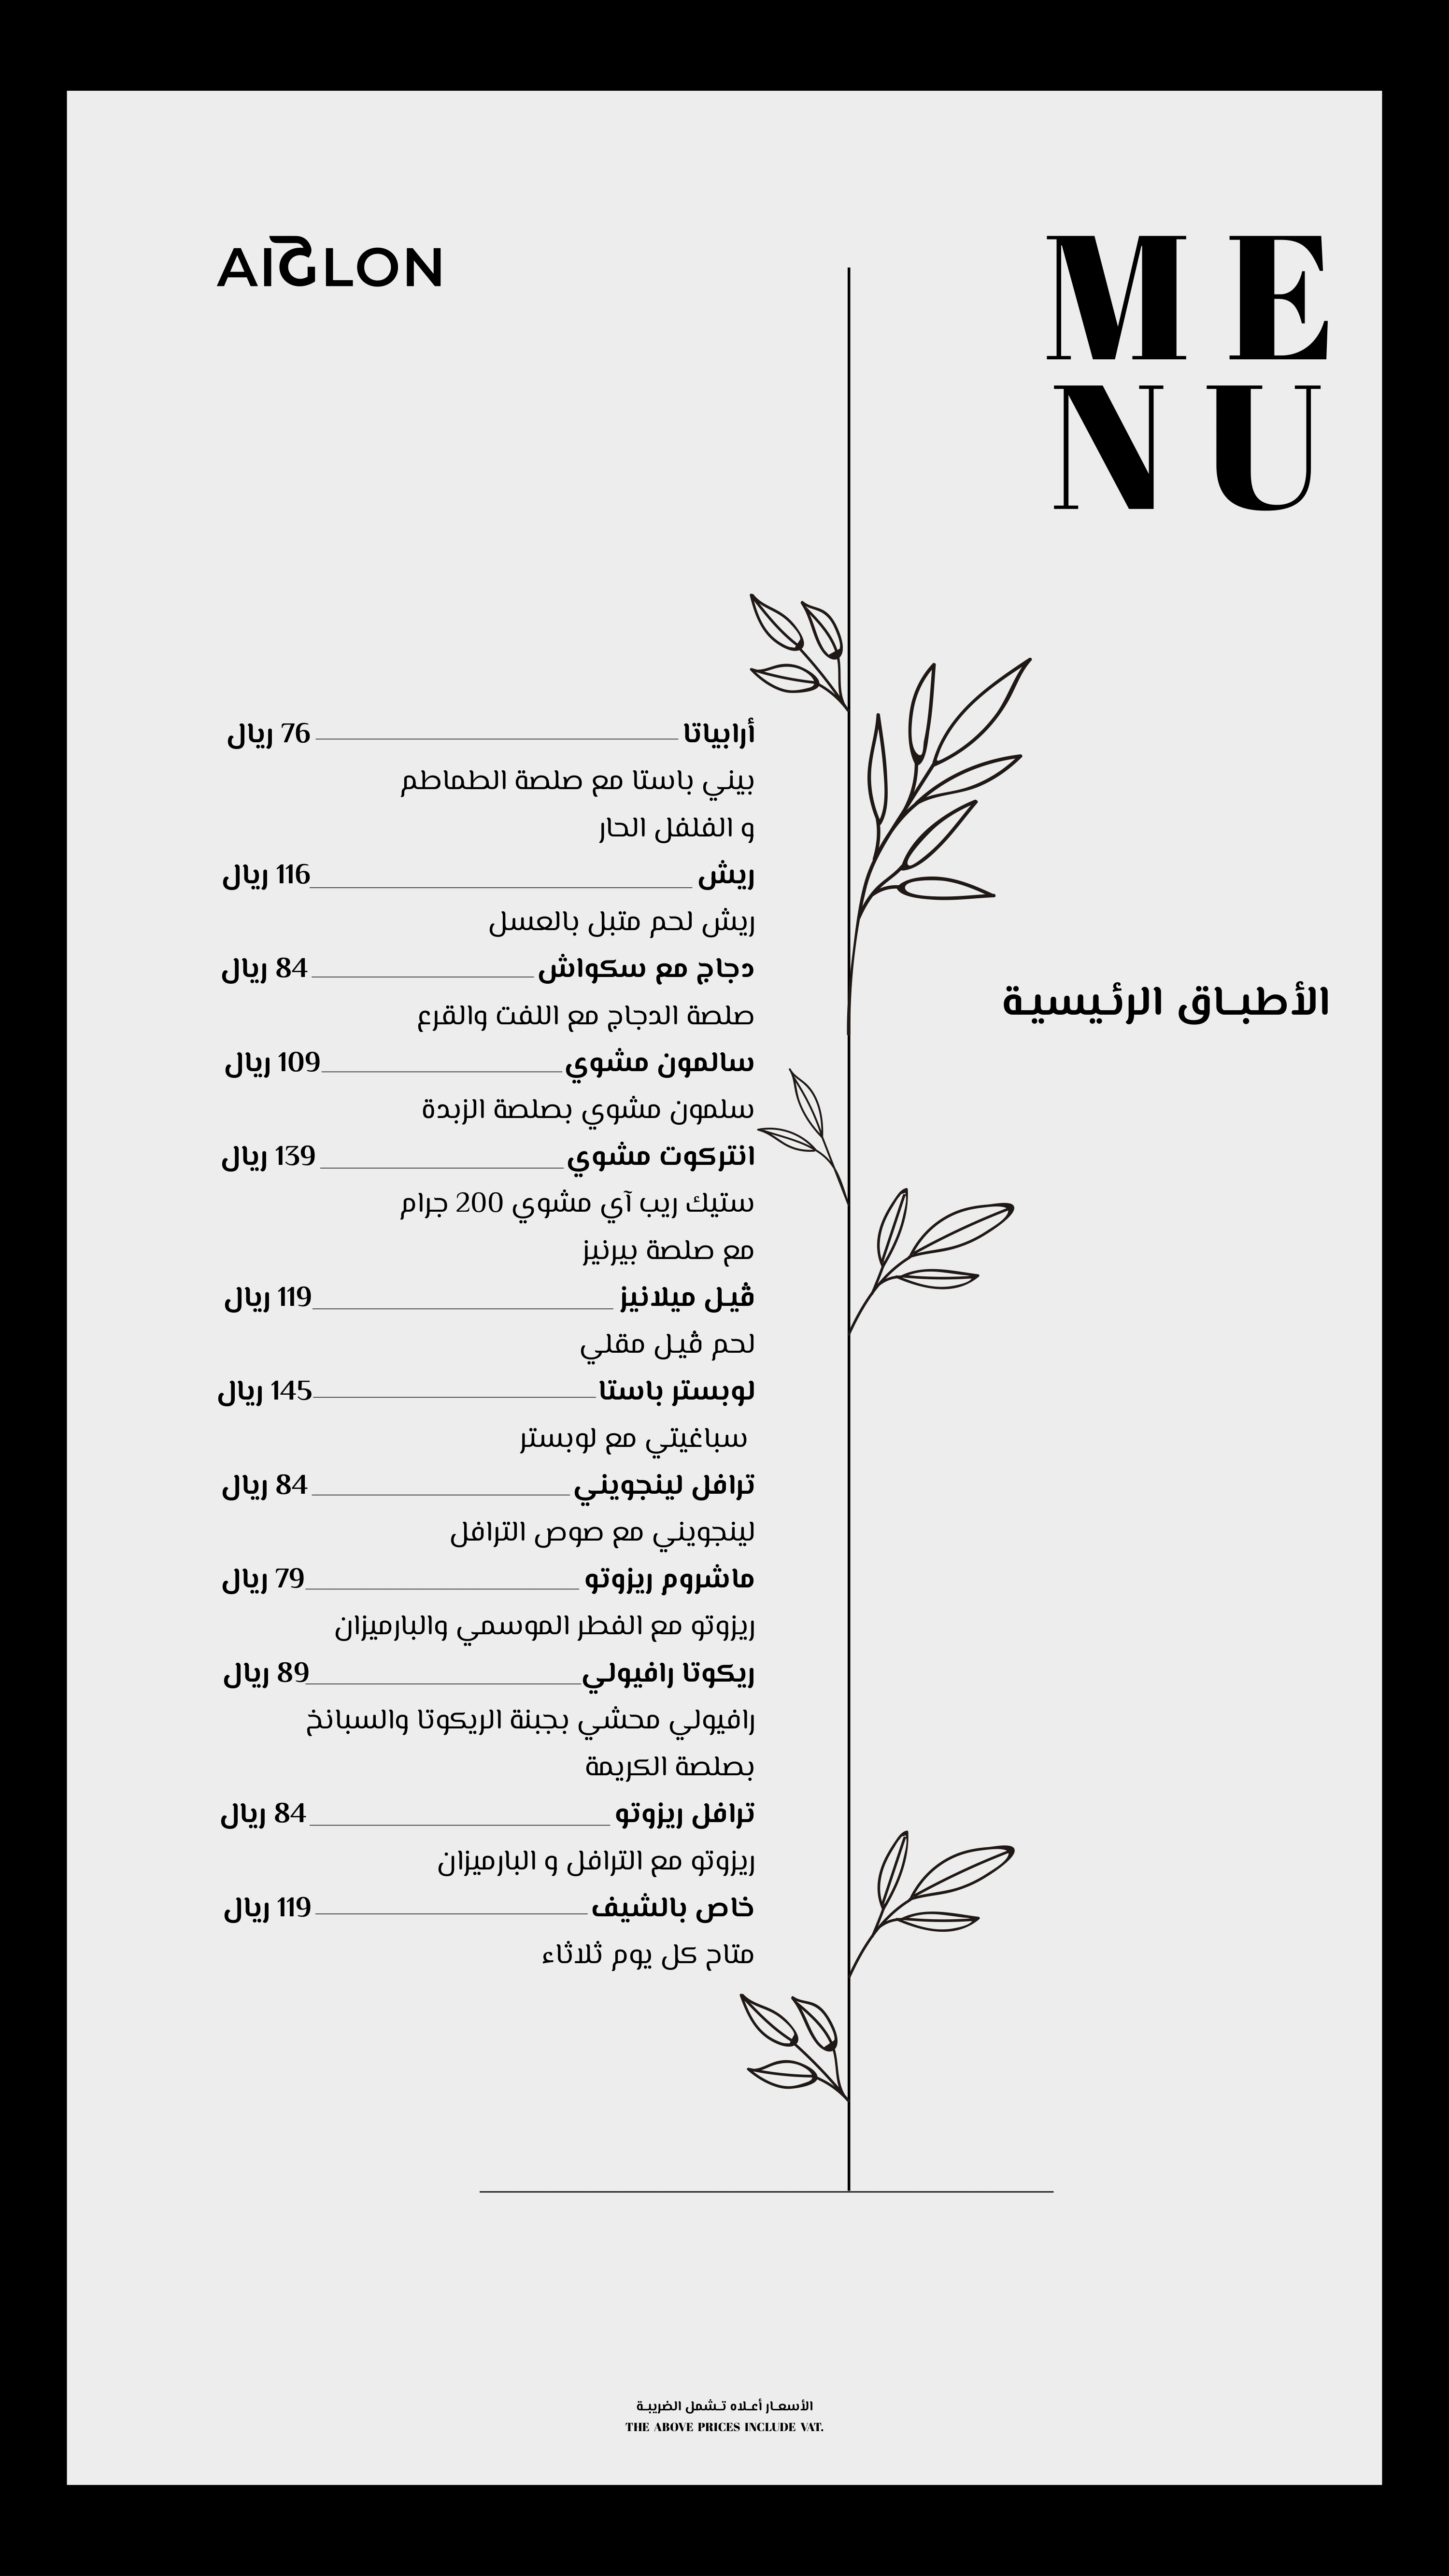 AIGLON
ME
NU
الأطباق الرئيسية
أرابياتا 76 ريال
بيني باستا مع صلصة الطماطم
و الفلفل الحار
ريش 116 ريال
ريش لحم متبل بالعسل
دجاج مع سكواش 84 ريال
صلصة الدجاج مع اللفت والقرع
سالمون مشوي 109 ريال
سلمون مشوي بصلصة الزبدة
انتركوت مشوي 139 ريال
ستيك ريب آي مشوي 200 جرام
مع صلصة بيرنيز
ڤيل ميلانيز 119 ريال
لحم ڤيل مقلي
لوبستر باستا 145 ريال
سباغيتي مع لوبستر
ترافل لينجويني 84 ريال
لينجويني مع صوص الترافل
ماشروم ريزوتو 79 ريال
ريزوتو مع الفطر الموسمي والبارميزان
ريكوتا رافيولي 89 ريال
رافيولي محشي بجبنة الريكوتا والسبانخ
بصلصة الكريمة
ترافل ريزوتو 84 ريال
ريزوتو مع الترافل و البارميزان
خاص بالشيف 119 ريال
متاح كل يوم ثلاثاء
الأسعار أعلاه تشمل الضريبة
THE ABOVE PRICES INCLUDE VAT.